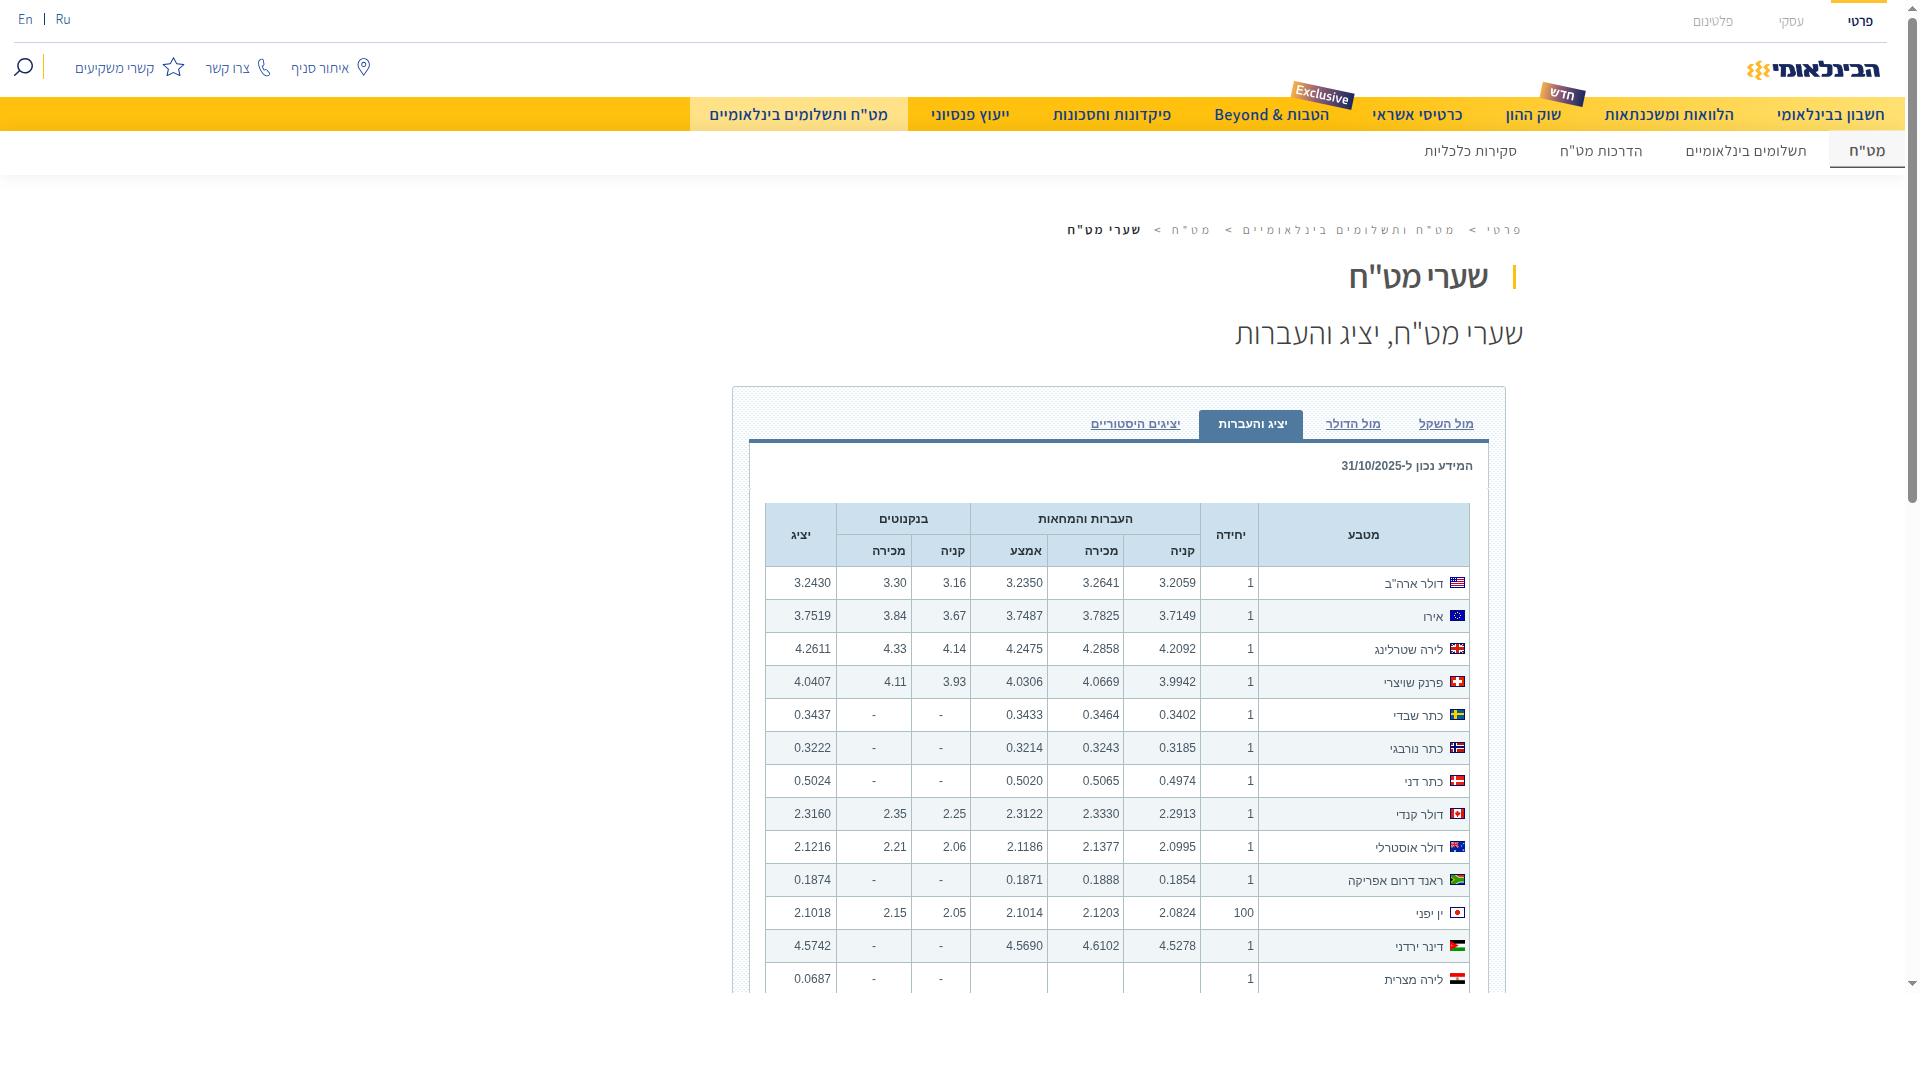 פרטי עסקי פלטינום Ru | En
הבינלאומי איתור סניף צרו קשר קשרי משקיעים
חדש Exclusive
חשבון בבינלאומי הלוואות ומשכנתאות שוק ההון כרטיסי אשראי הטבות & Beyond פיקדונות וחסכונות ייעוץ פנסיוני מט"ח ותשלומים בינלאומיים
מט"ח תשלומים בינלאומיים הדרכות מט"ח סקירות כלכליות
פרטי > מט"ח ותשלומים בינלאומיים > מט"ח > שערי מט"ח
שערי מט"ח
שערי מט"ח, יציג והעברות
מול השקל מול הדולר יציג והעברות יציגים היסטוריים
המידע נכון ל-31/10/2025
מטבע יחידה העברות והמחאות בנקנוטים יציג
קניה מכירה אמצע קניה מכירה
דולר ארה"ב 1 3.2059 3.2641 3.2350 3.16 3.30 3.2430
אירו 1 3.7149 3.7825 3.7487 3.67 3.84 3.7519
לירה שטרלינג 1 4.2092 4.2858 4.2475 4.14 4.33 4.2611
פרנק שויצרי 1 3.9942 4.0669 4.0306 3.93 4.11 4.0407
כתר שבדי 1 0.3402 0.3464 0.3433 - - 0.3437
כתר נורבגי 1 0.3185 0.3243 0.3214 - - 0.3222
כתר דני 1 0.4974 0.5065 0.5020 - - 0.5024
דולר קנדי 1 2.2913 2.3330 2.3122 2.25 2.35 2.3160
דולר אוסטרלי 1 2.0995 2.1377 2.1186 2.06 2.21 2.1216
ראנד דרום אפריקה 1 0.1854 0.1888 0.1871 - - 0.1874
ין יפני 100 2.0824 2.1203 2.1014 2.05 2.15 2.1018
דינר ירדני 1 4.5278 4.6102 4.5690 - - 4.5742
לירה מצרית 1 - - 0.0687